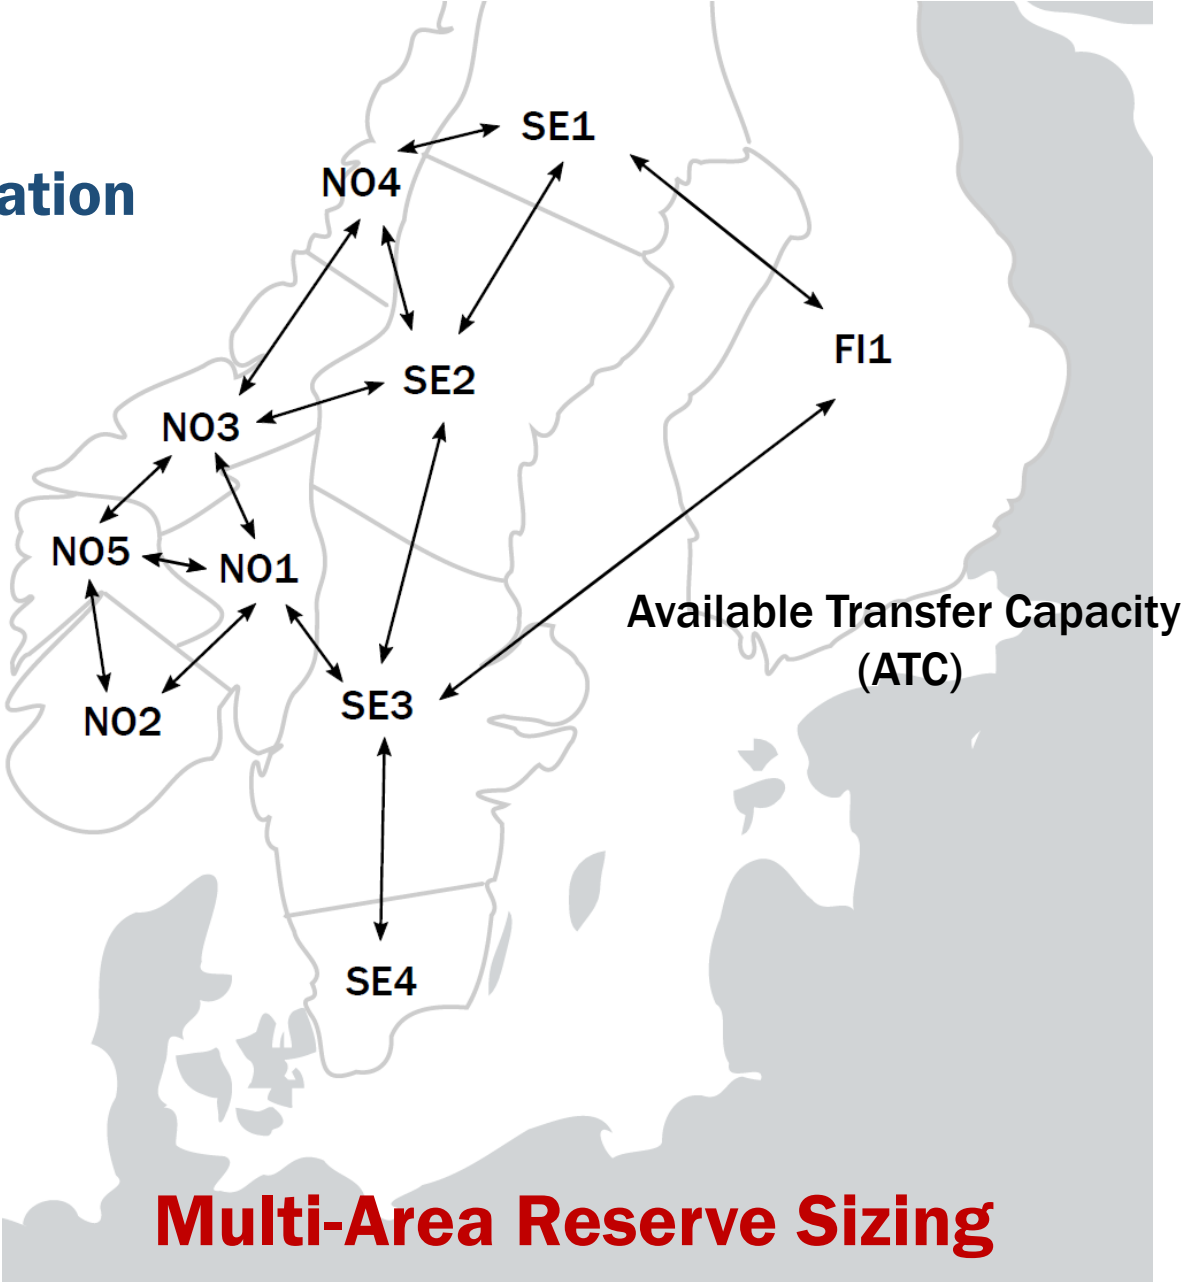 SE1
ation
NO4
FI1
SE2
NO3
NO5
NO1
Available Transfer Capacity
(ATC)
SE3
NO2
SE4
Multi-Area Reserve Sizing